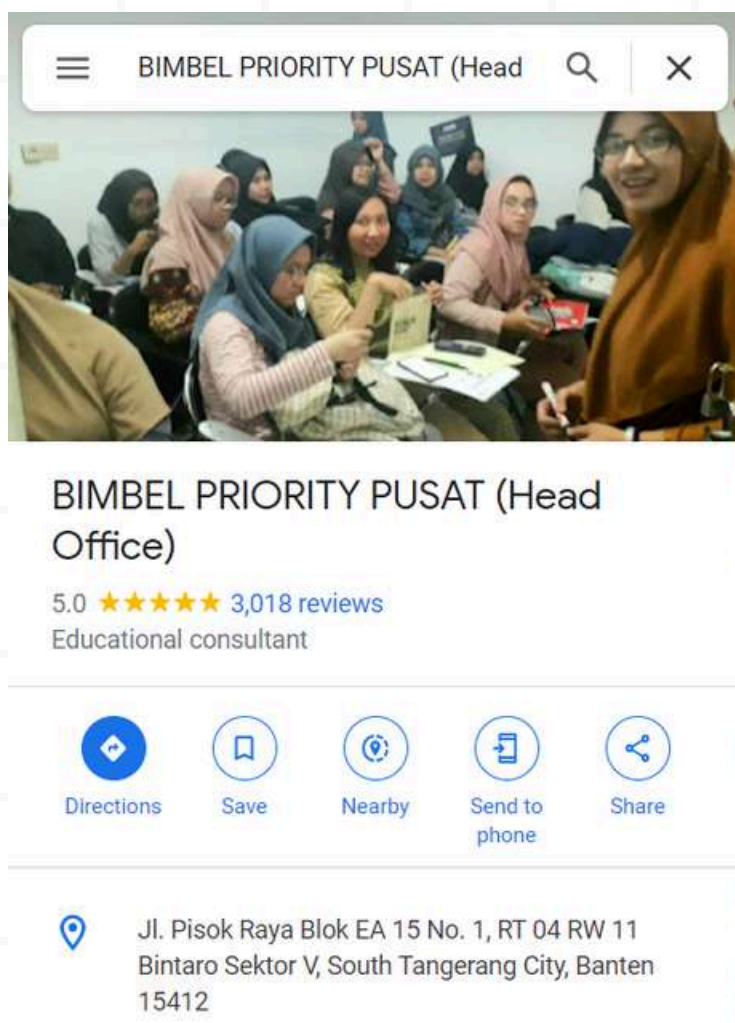 BIMBEL PRIORITY PUSAT (Head
BIMBEL PRIORITY PUSAT (Head
Office)
5.0 3,018 reviews
Educational consultant
Directions Save Nearby Send to
phone Share
Jl. Pisok Raya Blok EA 15 No. 1, RT 04 RW 11
Bintaro Sektor V, South Tangerang City, Banten
15412